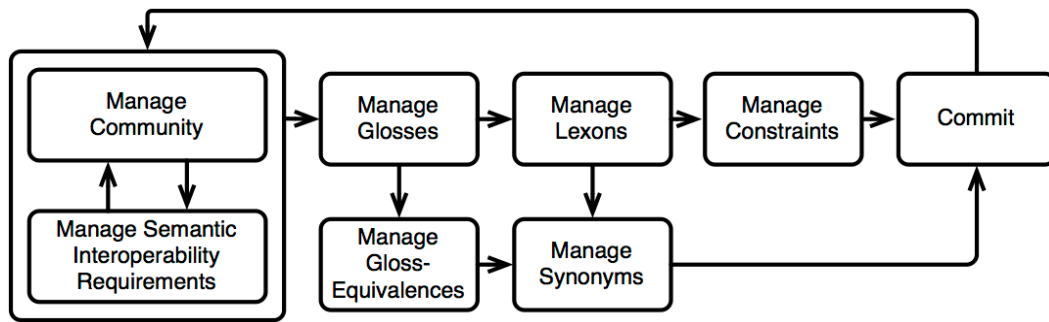 Manage
Community
Manage Semantic
Interoperability
Requirements
Manage
Glosses
Manage
Lexons
Manage
Constraints
Commit
Manage
Gloss-
Equivalences
Manage
Synonyms